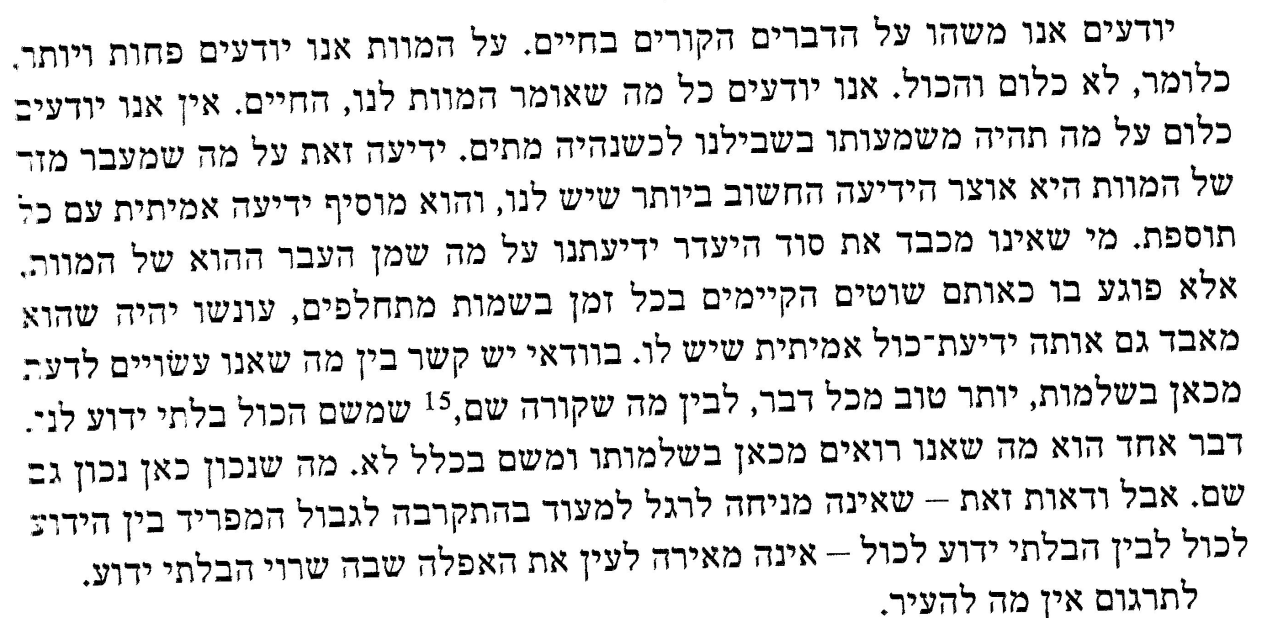 יודעים אנו משהו על הדברים הקורים בחיים. על המוות אנו יודעים פחות ויותר.
כלומר, לא כלום והכול. אנו יודעים כל מה שאומר המוות לנו, החיים. אין אנו יודעים
כלום על מה תהיה משמעותו בשבילנו לכשנהיה מתים. ידיעה זאת על מה שמעבר מזה
של המוות היא אוצר הידיעה החשוב ביותר שיש לנו, והוא מוסיף ידיעה אמיתית עם כל
תוספת. מי שאינו מכבד את סוד היעדר ידיעתנו על מה שמן העבר ההוא של המוות,
אלא פוגע בו כאותם שוטים הקיימים בכל זמן בשמות מתחלפים, עונשו יהיה שהוא
מאבד גם אותה ידיעת־כול אמיתית שיש לו. בוודאי יש קשר בין מה שאנו עשׂויים לדעת
מכאן בשלמות, יותר טוב מכל דבר, לבין מה שקורה שם,15 שמשם הכול בלתי ידוע לנו.
דבר אחד הוא מה שאנו רואים מכאן בשלמותו ומשם בכלל לא. מה שנכון כאן נכון גם
שם. אבל ודאות זאת – שאינה מניחה לרגל למעוד בהתקרבה לגבול המפריד בין הידוע
לכול לבין הבלתי ידוע לכול – אינה מאירה לעין את האפלה שבה שרוי הבלתי ידוע.
לתרגום אין מה להעיר.